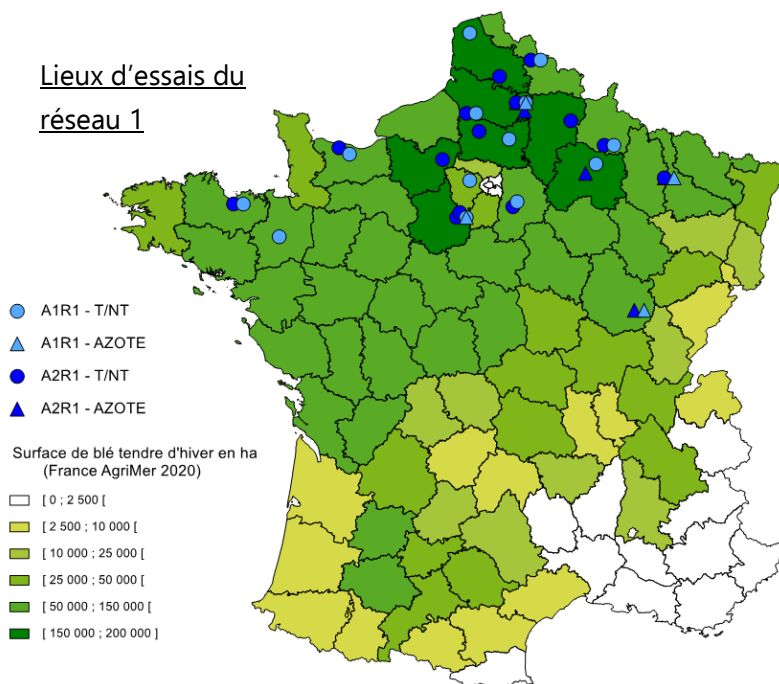 Lieux d'essais du
réseau 1
A1R1 - T/NT
A1R1 - AZOTE
A2R1 - T/NT
A2R1 - AZOTE
Surface de blé tendre d'hiver en ha
(France AgriMer 2020)
[ 0 ; 2 500 [
[ 2 500 ; 10 000 [
[ 10 000 ; 25 000 [
[ 25 000 ; 50 000 [
[ 50 000 ; 150 000 [
[ 150 000 ; 200 000 ]